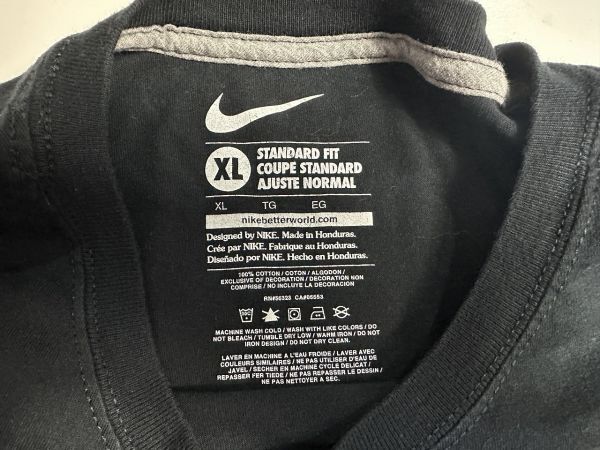 XL
STANDARD FIT
COUPE STANDARD
AJUSTE NORMAL
XL TG EG
nikebetterworld.com
Designed by NIKE. Made in Honduras.
Crée par NIKE. Fabrique au Honduras.
Diseñado por NIKE. Hecho en Honduras.
100% COTTON / COTON / ALGODON /
EXCLUSIVE OF DECORATION / DECORATION NON
COMPRISE / NO INCLUYE LA DECORACION
RN#56323 CA#05553
MACHINE WASH COLD / WASH WITH LIKE COLORS / DO
NOT BLEACH / TUMBLE DRY LOW / WARM IRON / DO NOT
IRON DESIGN / DO NOT DRY CLEAN.
LAVER EN MACHINE A L'EAU FROIDE / LAVER AVEC
COULEURS SIMILAIRES / NE PAS UTILISER D'EAU DE
JAVEL / SECHER EN MACHINE CYCLE DELICAT /
REPASSER FER TIEDE / NE PAS REPASSER LE DESSIN /
NE PAS NETTOYER A SEC.